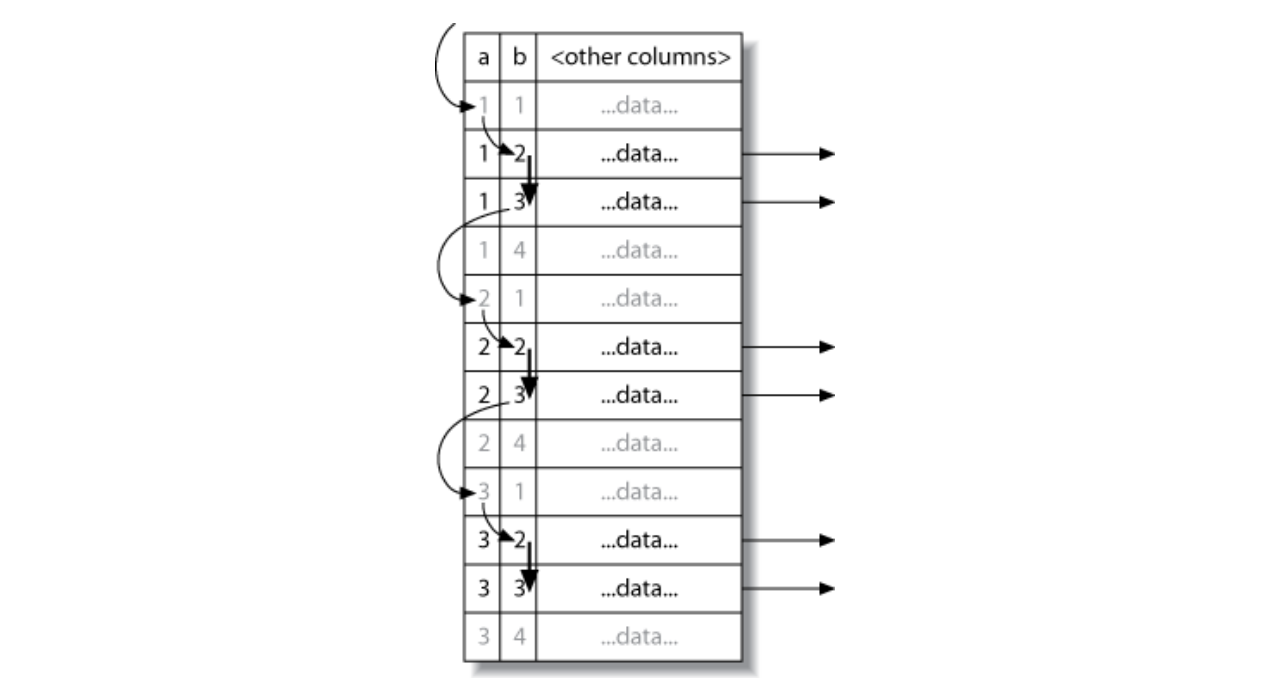 a b <other columns>
1 1 ...data...
1 2 ...data...
1 3 ...data...
1 4 ...data...
2 1 ...data...
2 2 ...data...
2 3 ...data...
2 4 ...data...
3 1 ...data...
3 2 ...data...
3 3 ...data...
3 4 ...data...